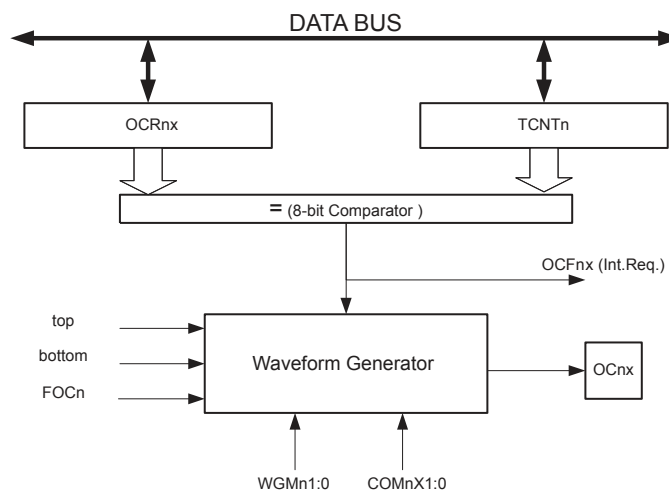 DATA BUS
OCRnx
TCNTn
= (8-bit Comparator )
OCFnx (Int.Req.)
top
bottom
FOCn
Waveform Generator
OCnx
WGMn1:0
COMnX1:0